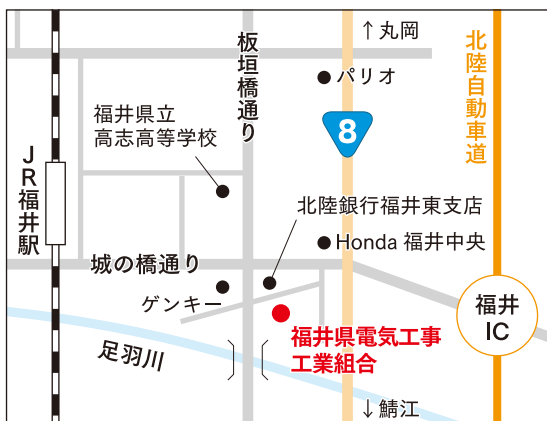 ↑丸岡
板垣橋通り
北陸自動車道
パリオ
8
福井県立
高志高等学校
JR福井駅
北陸銀行福井東支店
Honda 福井中央
城の橋通り
ゲンキー
福井
IC
福井県電気工事
工業組合
足羽川
↓鯖江